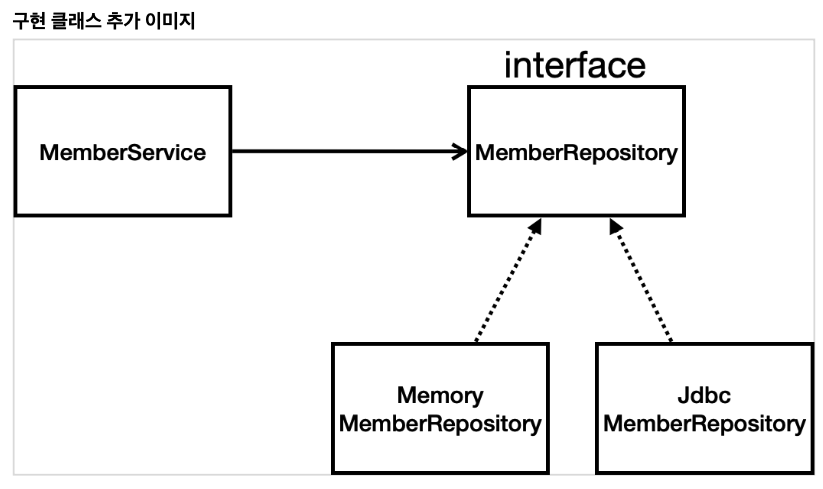 구현 클래스 추가 이미지
interface
MemberService
MemberRepository
Memory
MemberRepository
Jdbc
MemberRepository